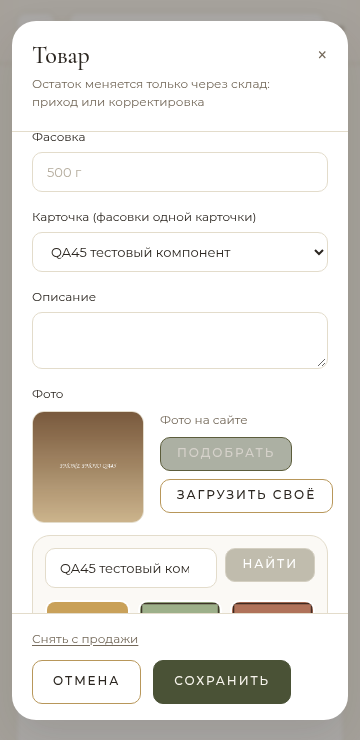 Товар
×
Остаток меняется только через склад:
приход или корректировка
Фасовка
500 г
Карточка (фасовки одной карточки)
QA45 тестовый компонент
Описание
Фото
Фото на сайте
ПОДОБРАТЬ
ЗАГРУЗИТЬ СВОЁ
QA45 тестовый ком
НАЙТИ
Снять с продажи
ОТМЕНА
СОХРАНИТЬ